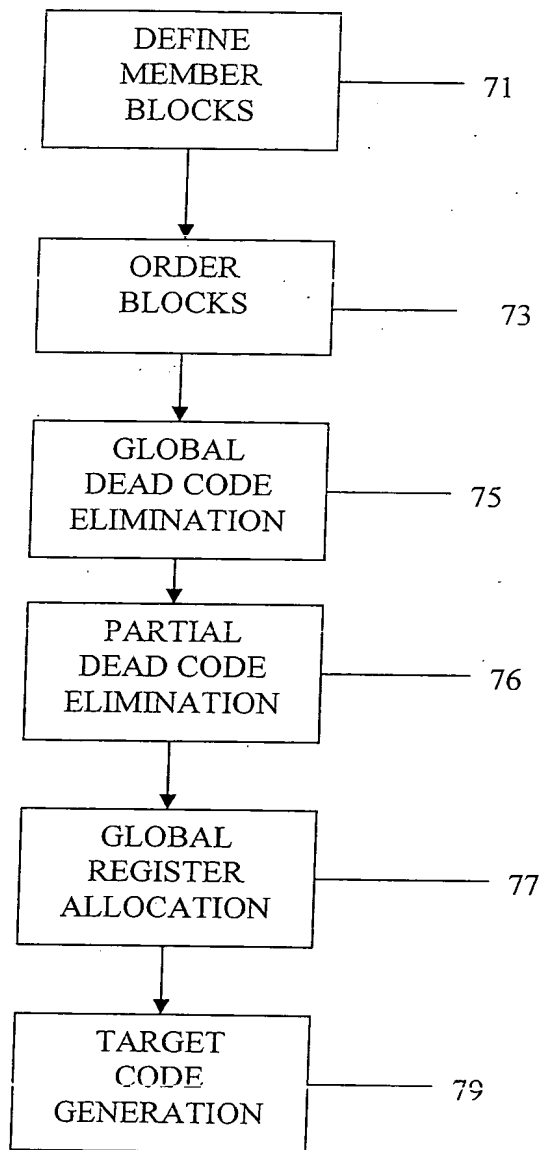 DEFINE
MEMBER
BLOCKS
71
ORDER
BLOCKS
73
GLOBAL
DEAD CODE
ELIMINATION
75
PARTIAL
DEAD CODE
ELIMINATION
76
GLOBAL
REGISTER
ALLOCATION
77
TARGET
CODE
GENERATION
79